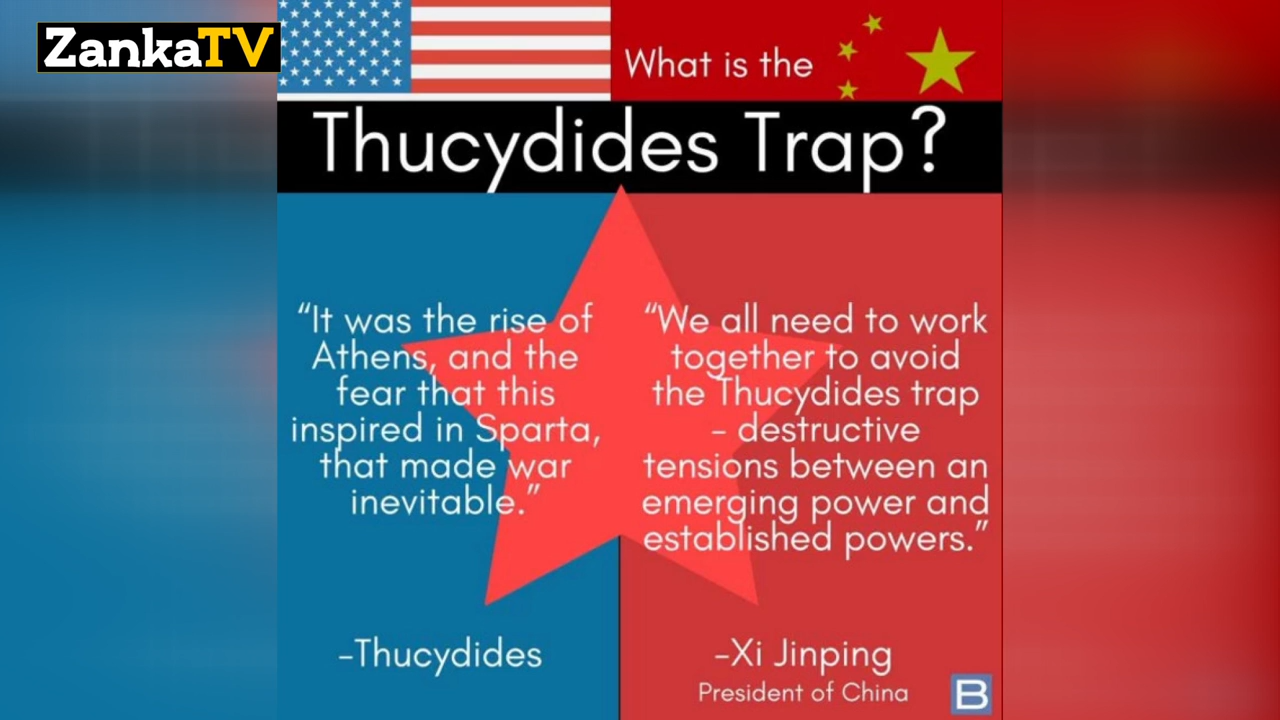 ZankaTV
What is the
Thucydides Trap?
“It was the rise of
Athens, and the
fear that this
inspired in Sparta,
that made war
inevitable.”
–Thucydides
“We all need to work
together to avoid
the Thucydides trap
– destructive
tensions between an
emerging power and
established powers.”
–Xi Jinping
President of China
B